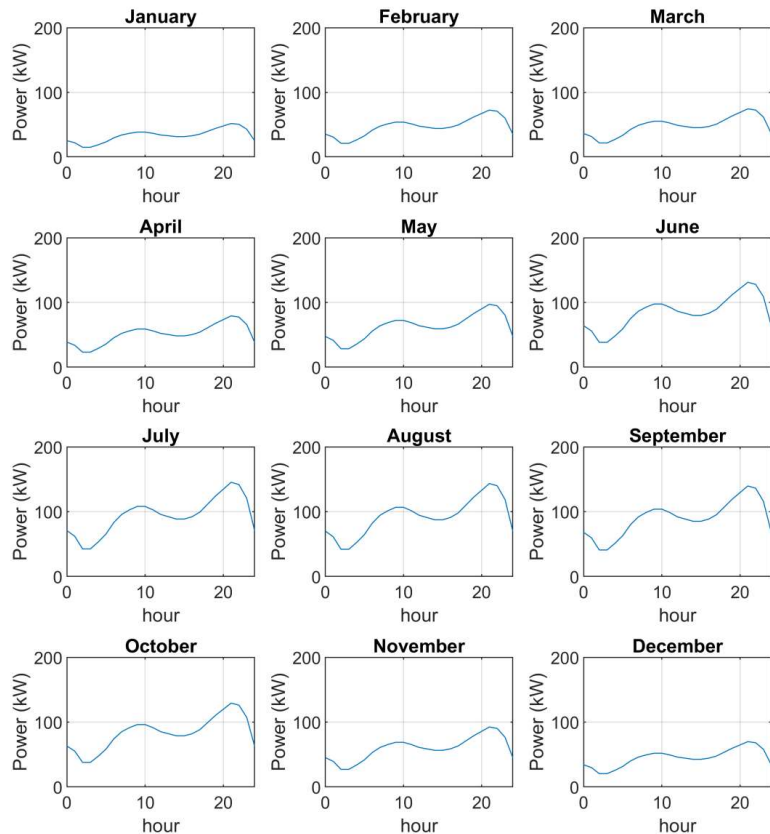 January
200
100
0
Power (kW)
0 10 20
hour
February
200
100
0
Power (kW)
0 10 20
hour
March
200
100
0
Power (kW)
0 10 20
hour
April
200
100
0
Power (kW)
0 10 20
hour
May
200
100
0
Power (kW)
0 10 20
hour
June
200
100
0
Power (kW)
0 10 20
hour
July
200
100
0
Power (kW)
0 10 20
hour
August
200
100
0
Power (kW)
0 10 20
hour
September
200
100
0
Power (kW)
0 10 20
hour
October
200
100
0
Power (kW)
0 10 20
hour
November
200
100
0
Power (kW)
0 10 20
hour
December
200
100
0
Power (kW)
0 10 20
hour